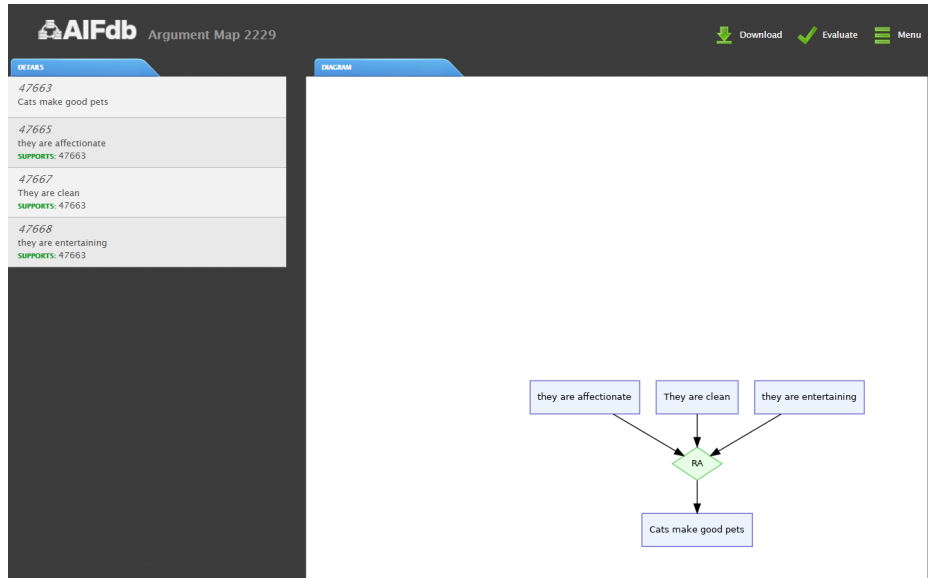 AIFdb Argument Map 2229
Download Evaluate Menu
DETAILS
47663
Cats make good pets
47665
they are affectionate
SUPPORTS: 47663
47667
They are clean
SUPPORTS: 47663
47668
they are entertaining
SUPPORTS: 47663
DIAGRAM
they are affectionate They are clean they are entertaining
RA
Cats make good pets